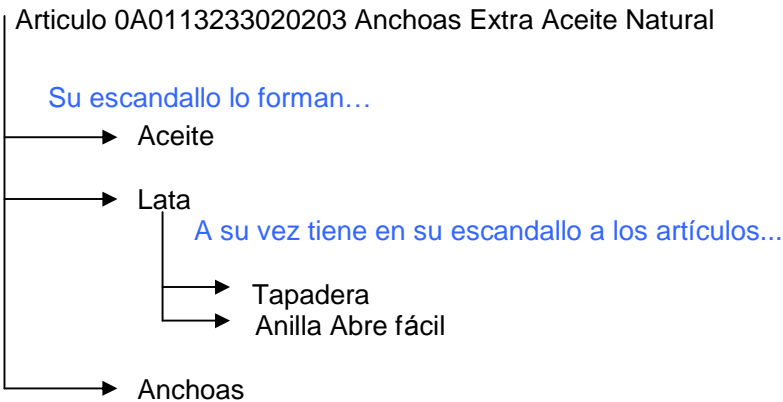 Articulo 0A0113233020203 Anchoas Extra Aceite Natural
Su escandallo lo forman…
Aceite
Lata
A su vez tiene en su escandallo a los artículos...
Tapadera
Anilla Abre fácil
Anchoas